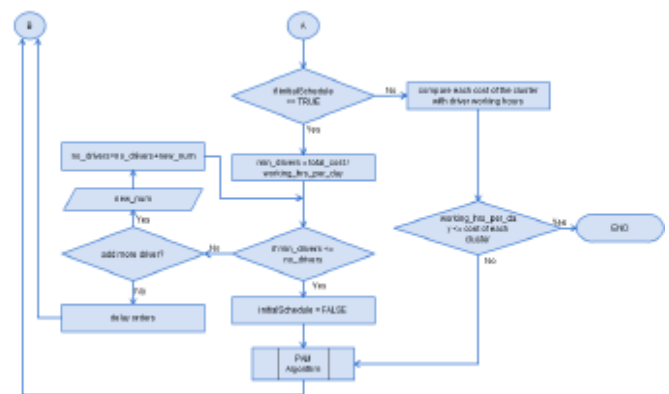 B
A
if initialSchedule
== TRUE
No
compare each cost of the cluster
with driver working hours
Yes
no_drivers=no_drivers+new_num
min_drivers = total_cost /
working_hrs_per_day
new_num
Yes
working_hrs_per_da
y <= cost of each
cluster
Yes
END
add more driver?
No
if min_drivers <=
no_drivers
No
No
Yes
delay orders
initialSchedule = FALSE
PAM
Algorithm